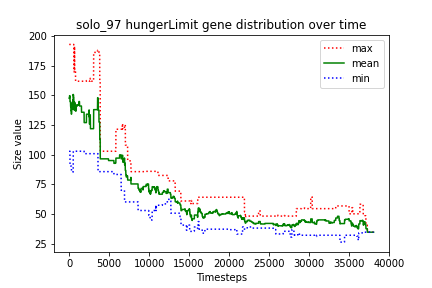 solo_97 hungerLimit gene distribution over time
max
mean
min
Size value
200
175
150
125
100
75
50
25
0
5000
10000
15000
20000
25000
30000
35000
40000
Timesteps